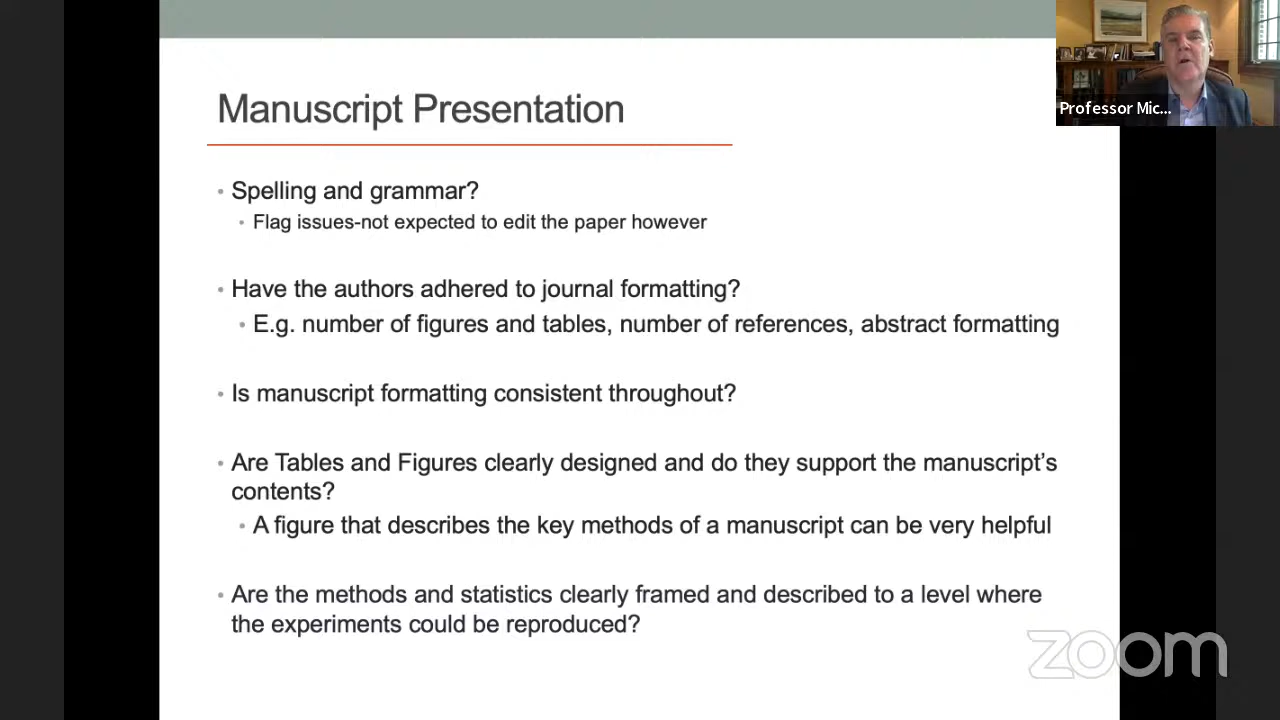 Professor Mic...
Manuscript Presentation
• Spelling and grammar?
• Flag issues-not expected to edit the paper however
• Have the authors adhered to journal formatting?
• E.g. number of figures and tables, number of references, abstract formatting
• Is manuscript formatting consistent throughout?
• Are Tables and Figures clearly designed and do they support the manuscript's
contents?
• A figure that describes the key methods of a manuscript can be very helpful
• Are the methods and statistics clearly framed and described to a level where
the experiments could be reproduced?
zoom